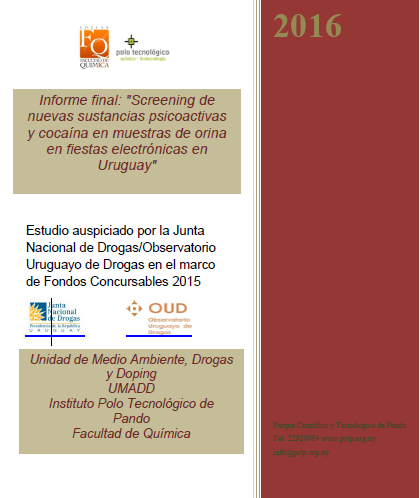 2016
FUNDAQUIM
FQ
FACULTAD DE
QUÍMICA
polo tecnológico
química - biotecnología
Informe final: "Screening de
nuevas sustancias psicoactivas
y cocaína en muestras de orina
en fiestas electrónicas en
Uruguay"
Estudio auspiciado por la Junta
Nacional de Drogas/Observatorio
Uruguayo de Drogas en el marco
de Fondos Concursables 2015
Junta
Nacional
de Drogas
Presidencia de la República
URUGUAY
OUD
Observatorio
Uruguayo de
Drogas
Unidad de Medio Ambiente, Drogas
y Doping
UMADD
Instituto Polo Tecnológico de
Pando
Facultad de Química
Parque Científico y Tecnológico de Pando
Tel. 22920984 www.pctp.org.uy
info@pctp.org.uy